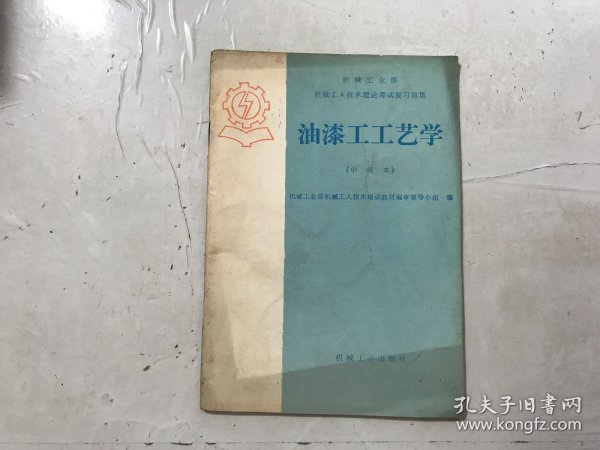 机械工业部
机械工人技术理论考试复习题集
油漆工工艺学
(中级本)
机械工业部机械工人技术培训教材编审领导小组 编
机械工业出版社
孔夫子旧书网
www.kongfz.com